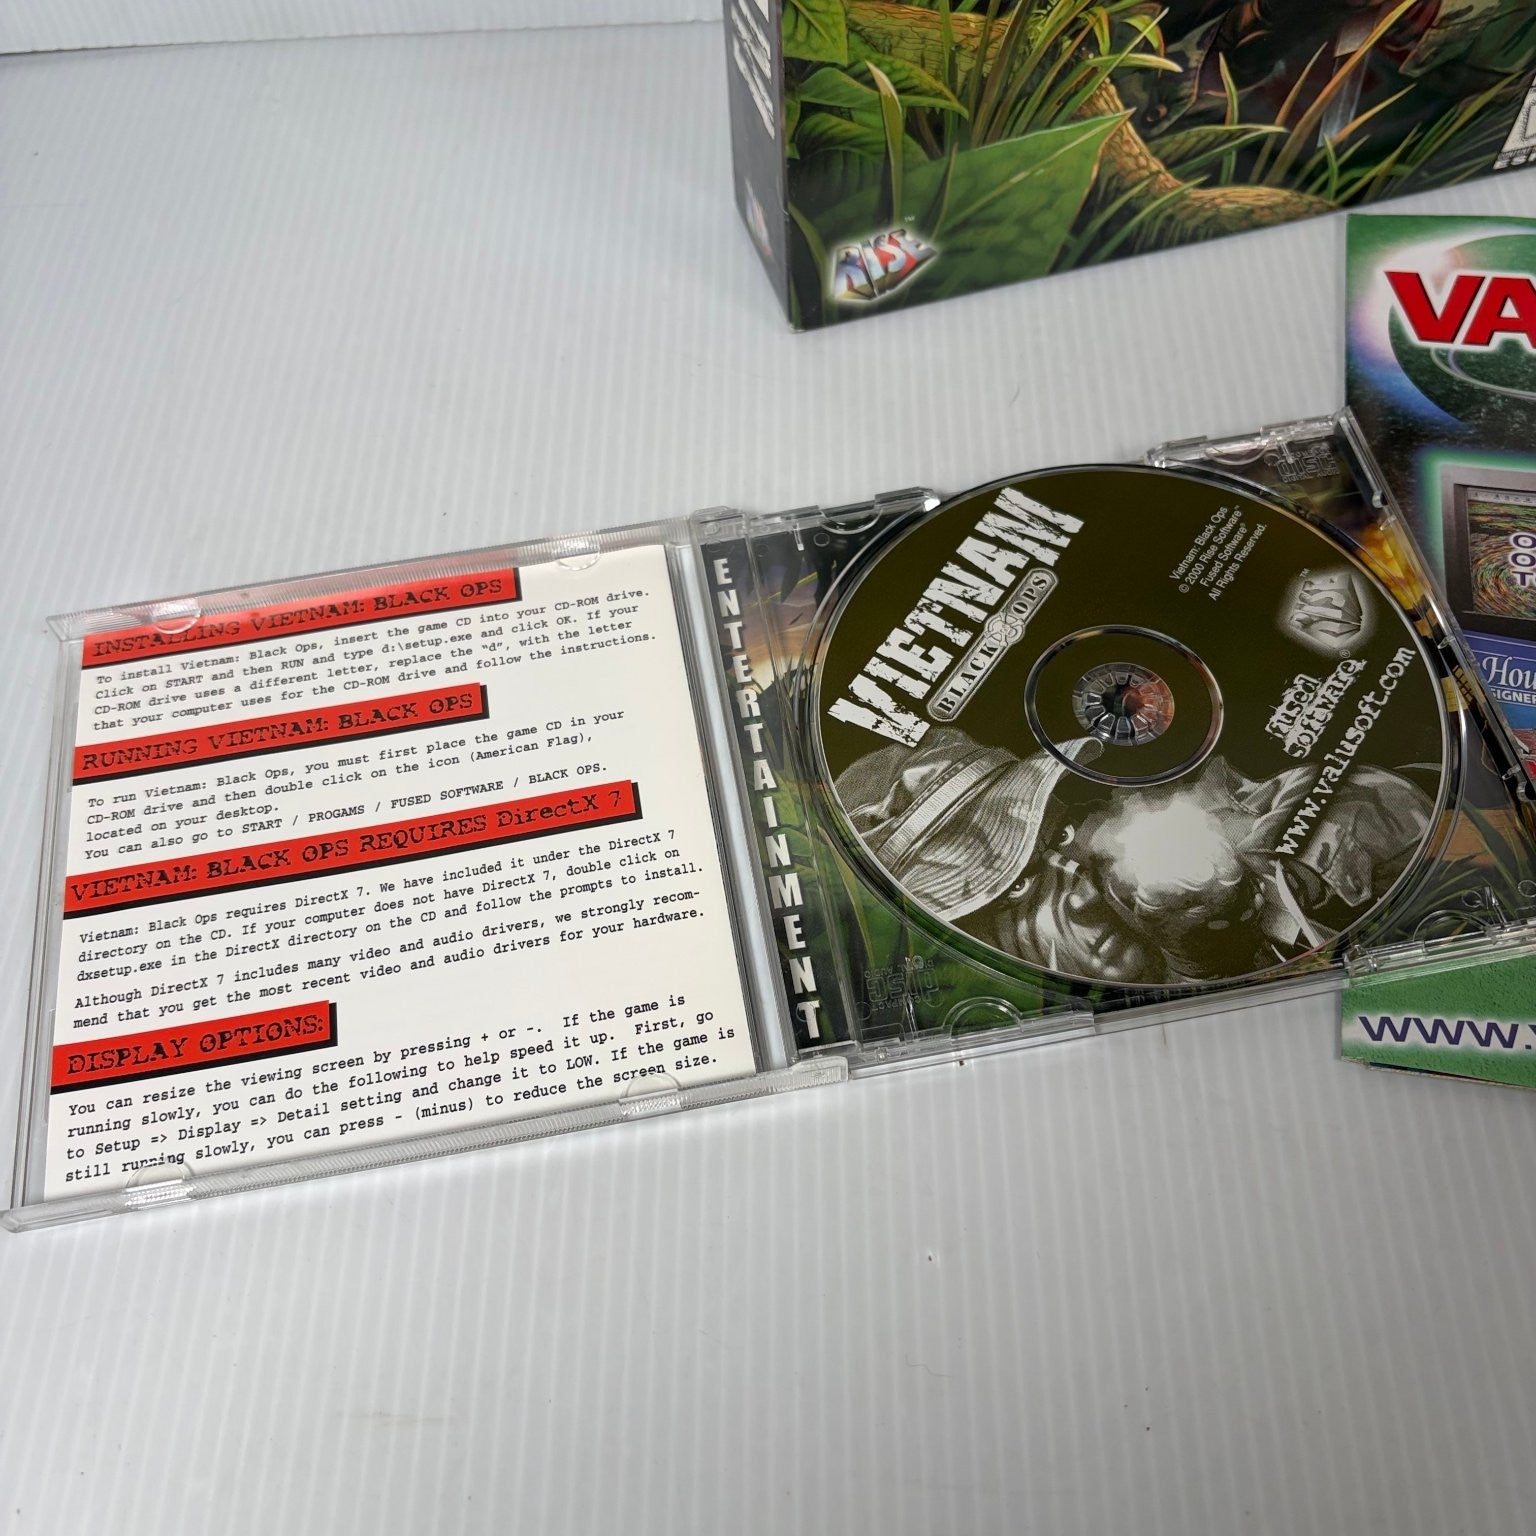 RISE™
VA
INSTALLING VIETNAM: BLACK OPS
To install Vietnam: Black Ops, insert the game CD into your CD-ROM drive.
Click on START and then RUN and type d:\setup.exe and click OK. If your
CD-ROM drive uses a different letter, replace the "d", with the letter
that your computer uses for the CD-ROM drive and follow the instructions.
RUNNING VIETNAM: BLACK OPS
To run Vietnam: Black Ops, you must first place the game CD in your
CD-ROM drive and then double click on the icon (American Flag),
located on your desktop.
You can also go to START / PROGAMS / FUSED SOFTWARE / BLACK OPS.
VIETNAM: BLACK OPS REQUIRES DirectX 7
Vietnam: Black Ops requires DirectX 7. We have included it under the DirectX 7
directory on the CD. If your computer does not have DirectX 7, double click on
dxsetup.exe in the DirectX directory on the CD and follow the prompts to install.
Although DirectX 7 includes many video and audio drivers, we strongly recom-
mend that you get the most recent video and audio drivers for your hardware.
DISPLAY OPTIONS:
You can resize the viewing screen by pressing + or -. If the game is
running slowly, you can do the following to help speed it up. First, go
to Setup => Display => Detail setting and change it to LOW. If the game is
still running slowly, you can press - (minus) to reduce the screen size.
ENTERTAINMENT
VIETNAM
BLACK OPS
Vietnam: Black Ops
© 2000 Rise Software™
Fused Software®
All Rights Reserved.
RISE™
fused
software®
www.valusoft.com
DISC
DIGITAL AUDIO
DISC
Hou
SIGNER
www.